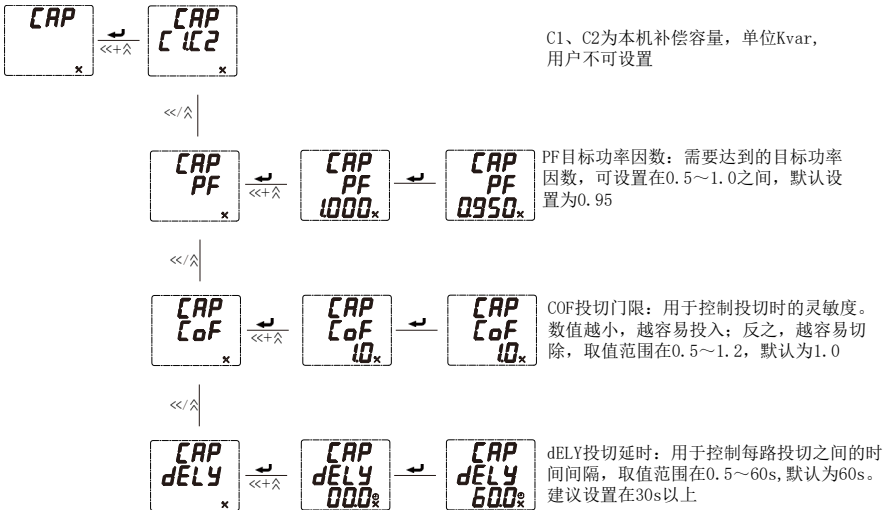 CAP
CAP
C1.C2
C1、C2为本机补偿容量，单位Kvar,
用户不可设置
CAP
PF
CAP
PF
1.000
CAP
PF
0.950
PF目标功率因数：需要达到的目标功率
因数，可设置在0.5～1.0之间，默认设
置为0.95
CAP
CoF
CAP
CoF
1.0
CAP
CoF
1.0
COF投切门限：用于控制投切时的灵敏度。
数值越小，越容易投入；反之，越容易切
除，取值范围在0.5～1.2，默认为1.0
CAP
dELY
CAP
dELY
00.0
CAP
dELY
60.0
dELY投切延时：用于控制每路投切之间的时
间间隔，取值范围在0.5～60s,默认为60s。
建议设置在30s以上